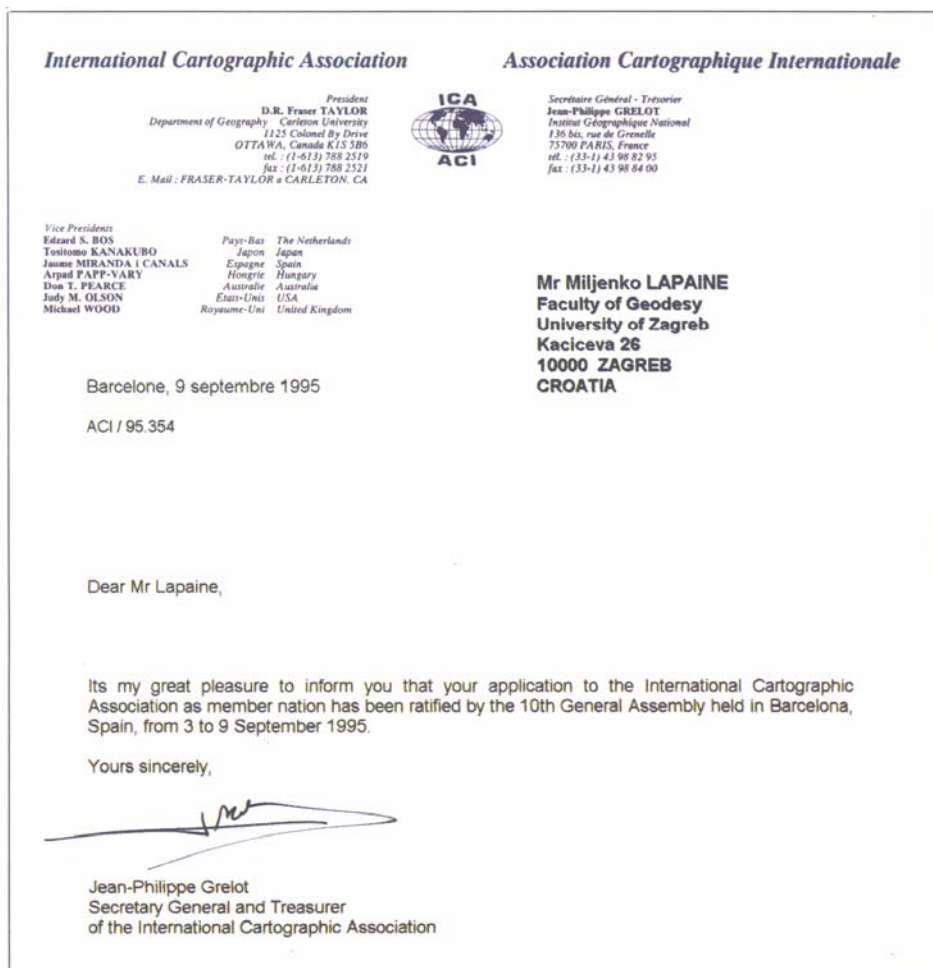 International Cartographic Association
Association Cartographique Internationale
President
D.R. Fraser TAYLOR
Department of Geography Carleton University
1125 Colonel By Drive
OTTAWA, Canada K1S 5B6
tel. : (1-613) 788 2519
fax : (1-613) 788 2521
E. Mail : FRASER-TAYLOR a CARLETON. CA
ICA
ACI
Secrétaire Général - Trésorier
Jean-Philippe GRELOT
Institut Géographique National
136 bis, rue de Grenelle
75700 PARIS, France
tél. : (33-1) 43 98 82 95
fax : (33-1) 43 98 84 00
Vice Presidents
Edzard S. BOS Pays-Bas The Netherlands
Tositomo KANAKUBO Japon Japan
Jaume MIRANDA i CANALS Espagne Spain
Arpad PAPP-VARY Hongrie Hungary
Don T. PEARCE Australie Australia
Judy M. OLSON États-Unis USA
Michael WOOD Royaume-Uni United Kingdom
Mr Miljenko LAPAINE
Faculty of Geodesy
University of Zagreb
Kaciceva 26
10000 ZAGREB
CROATIA
Barcelone, 9 septembre 1995
ACI / 95.354
Dear Mr Lapaine,
Its my great pleasure to inform you that your application to the International Cartographic
Association as member nation has been ratified by the 10th General Assembly held in Barcelona,
Spain, from 3 to 9 September 1995.
Yours sincerely,
Jean-Philippe Grelot
Secretary General and Treasurer
of the International Cartographic Association